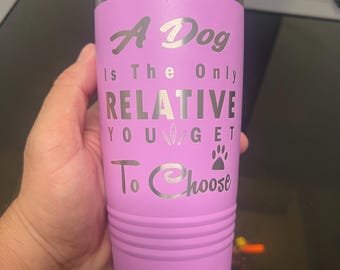 A Dog
Is The Only
RELATIVE
YOU GET
To Choose